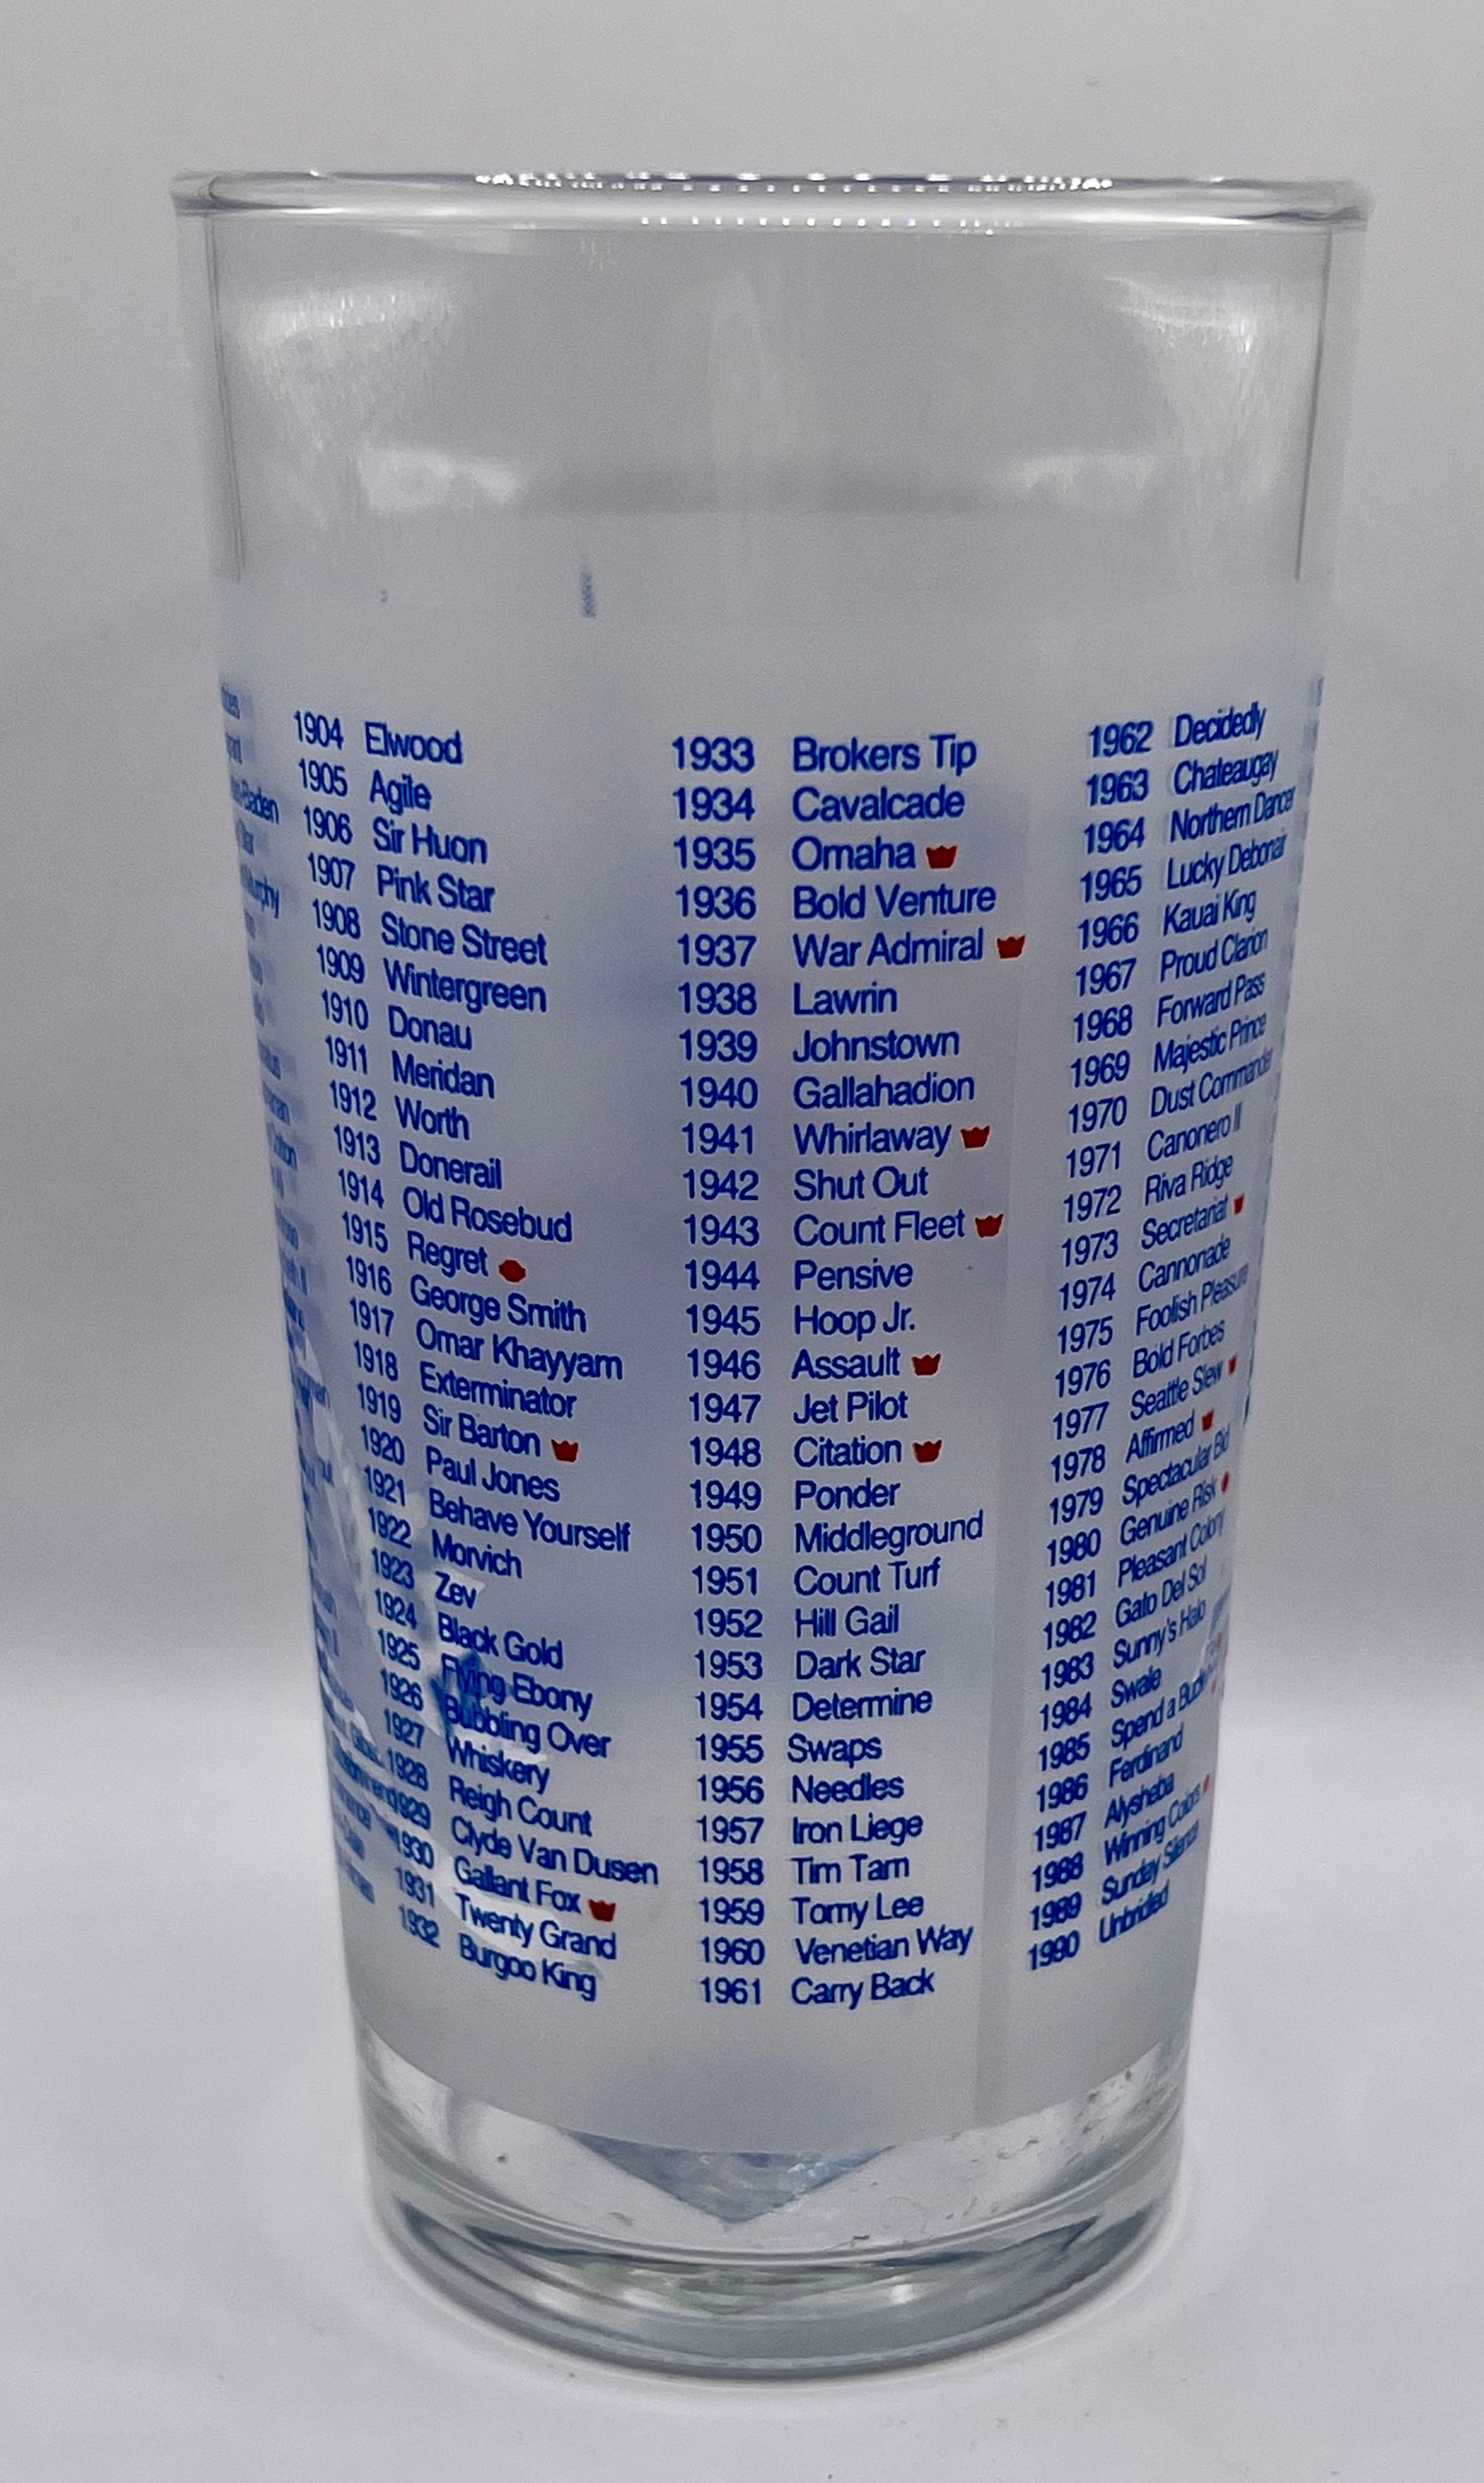 1904 Elwood
1905 Agile
1906 Sir Huon
1907 Pink Star
1908 Stone Street
1909 Wintergreen
1910 Donau
1911 Meridan
1912 Worth
1913 Donerail
1914 Old Rosebud
1915 Regret
1916 George Smith
1917 Omar Khayyam
1918 Exterminator
1919 Sir Barton
1920 Paul Jones
1921 Behave Yourself
1922 Morvich
1923 Zev
1924 Black Gold
1925 Flying Ebony
1926 Bubbling Over
1927 Whiskery
1928 Reigh Count
1929 Clyde Van Dusen
1930 Gallant Fox
1931 Twenty Grand
1932 Burgoo King
1933 Brokers Tip
1934 Cavalcade
1935 Omaha
1936 Bold Venture
1937 War Admiral
1938 Lawrin
1939 Johnstown
1940 Gallahadion
1941 Whirlaway
1942 Shut Out
1943 Count Fleet
1944 Pensive
1945 Hoop Jr.
1946 Assault
1947 Jet Pilot
1948 Citation
1949 Ponder
1950 Middleground
1951 Count Turf
1952 Hill Gail
1953 Dark Star
1954 Determine
1955 Swaps
1956 Needles
1957 Iron Liege
1958 Tim Tam
1959 Tomy Lee
1960 Venetian Way
1961 Carry Back
1962 Decidedly
1963 Chateaugay
1964 Northern Dancer
1965 Lucky Debonair
1966 Kauai King
1967 Proud Clarion
1968 Forward Pass
1969 Majestic Prince
1970 Dust Commander
1971 Canonero II
1972 Riva Ridge
1973 Secretariat
1974 Cannonade
1975 Foolish Pleasure
1976 Bold Forbes
1977 Seattle Slew
1978 Affirmed
1979 Spectacular Bid
1980 Genuine Risk
1981 Pleasant Colony
1982 Gato Del Sol
1983 Sunny's Halo
1984 Swale
1985 Spend a Buck
1986 Ferdinand
1987 Alysheba
1988 Winning Colors
1989 Sunday Silence
1990 Unbridled